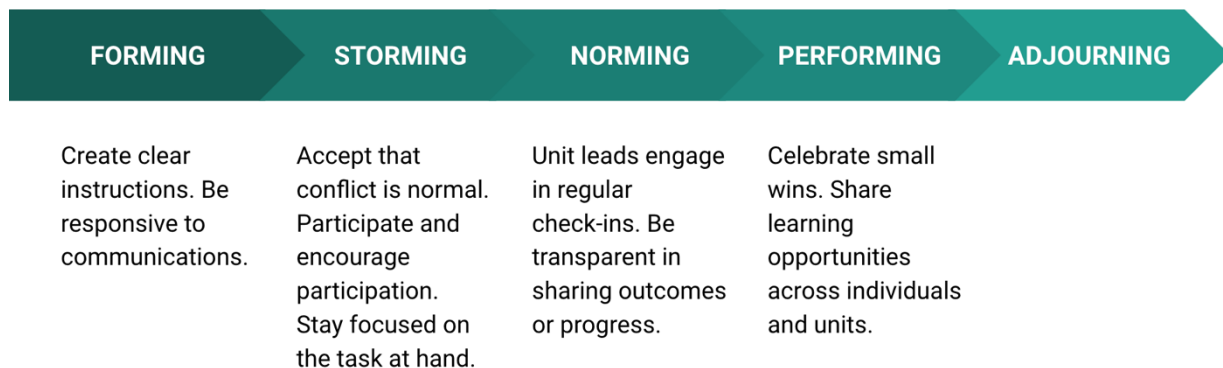 FORMING
STORMING
NORMING
PERFORMING
ADJOURNING
Create clear
instructions. Be
responsive to
communications.
Accept that
conflict is normal.
Participate and
encourage
participation.
Stay focused on
the task at hand.
Unit leads engage
in regular
check-ins. Be
transparent in
sharing outcomes
or progress.
Celebrate small
wins. Share
learning
opportunities
across individuals
and units.